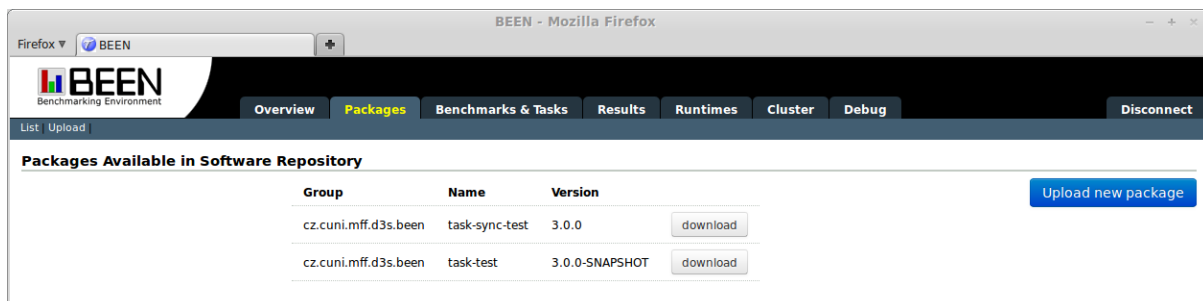 BEEN - Mozilla Firefox
Firefox BEEN
BEEN
Benchmarking Environment
Overview Packages Benchmarks & Tasks Results Runtimes Cluster Debug Disconnect
List | Upload |
Packages Available in Software Repository
Group Name Version
Upload new package
cz.cuni.mff.d3s.been task-sync-test 3.0.0 download
cz.cuni.mff.d3s.been task-test 3.0.0-SNAPSHOT download